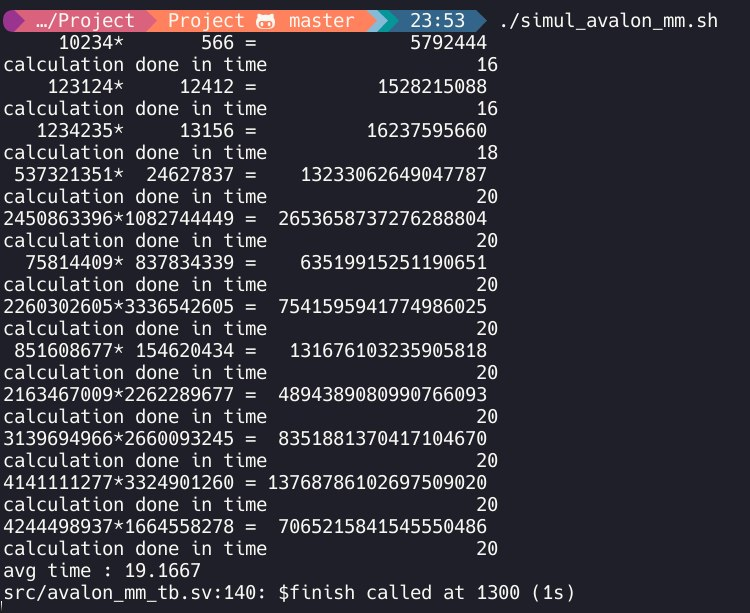 …/Project Project master 23:53 ./simul_avalon_mm.sh
10234* 566 = 5792444
calculation done in time 16
123124* 12412 = 1528215088
calculation done in time 16
1234235* 13156 = 16237595660
calculation done in time 18
537321351* 24627837 = 13233062649047787
calculation done in time 20
2450863396*1082744449 = 2653658737276288804
calculation done in time 20
75814409* 837834339 = 63519915251190651
calculation done in time 20
2260302605*3336542605 = 7541595941774986025
calculation done in time 20
851608677* 154620434 = 131676103235905818
calculation done in time 20
2163467009*2262289677 = 4894389080990766093
calculation done in time 20
3139694966*2660093245 = 8351881370417104670
calculation done in time 20
4141111277*3324901260 = 13768786102697509020
calculation done in time 20
4244498937*1664558278 = 7065215841545550486
calculation done in time 20
avg time : 19.1667
src/avalon_mm_tb.sv:140: $finish called at 1300 (1s)